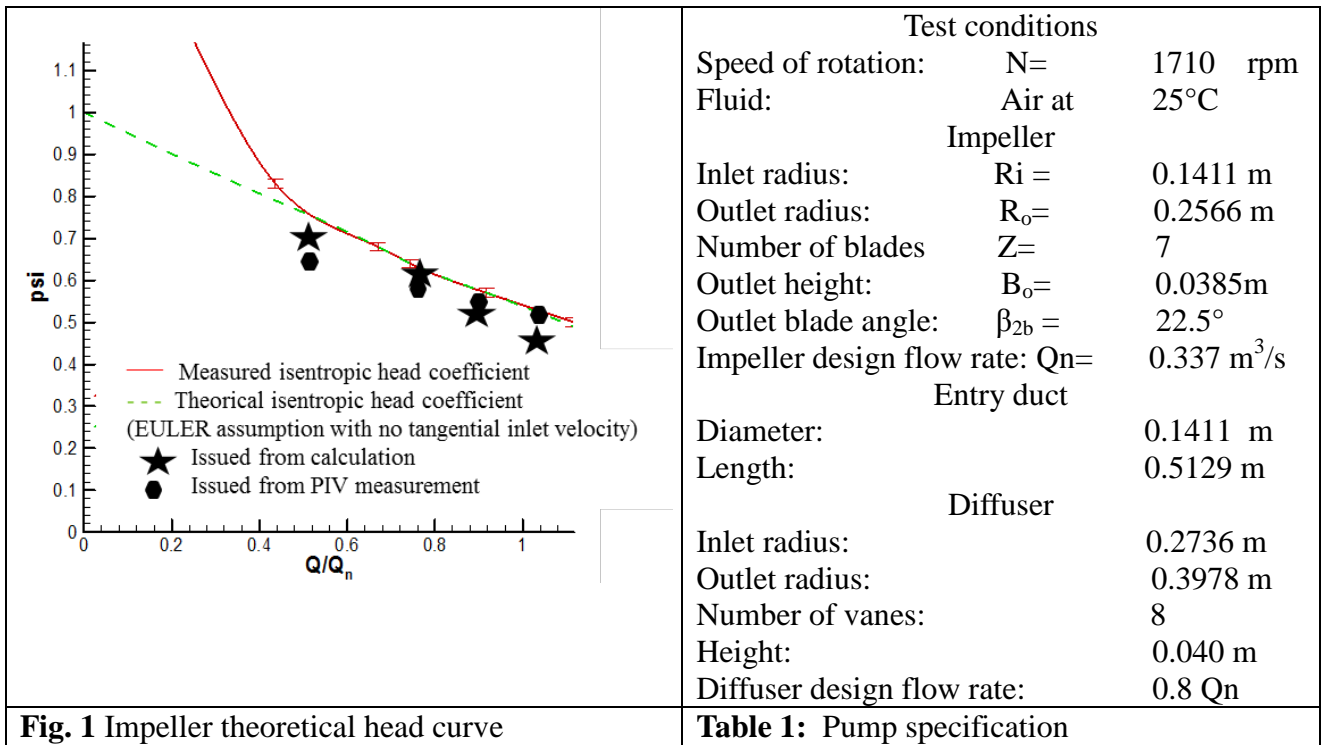 1.1
1
0.9
0.8
0.7
0.6
0.5
0.4
0.3
0.2
0.1
0
psi
0 0.2 0.4 0.6 0.8 1
Q/Qn
Measured isentropic head coefficient
Theorical isentropic head coefficient
(EULER assumption with no tangential inlet velocity)
Issued from calculation
Issued from PIV measurement
Fig. 1 Impeller theoretical head curve
Test conditions
Speed of rotation: N= 1710 rpm
Fluid: Air at 25°C
Impeller
Inlet radius: Ri = 0.1411 m
Outlet radius: Ro= 0.2566 m
Number of blades Z= 7
Outlet height: Bo= 0.0385m
Outlet blade angle: β2b = 22.5°
Impeller design flow rate: Qn= 0.337 m³/s
Entry duct
Diameter: 0.1411 m
Length: 0.5129 m
Diffuser
Inlet radius: 0.2736 m
Outlet radius: 0.3978 m
Number of vanes: 8
Height: 0.040 m
Diffuser design flow rate: 0.8 Qn
Table 1: Pump specification